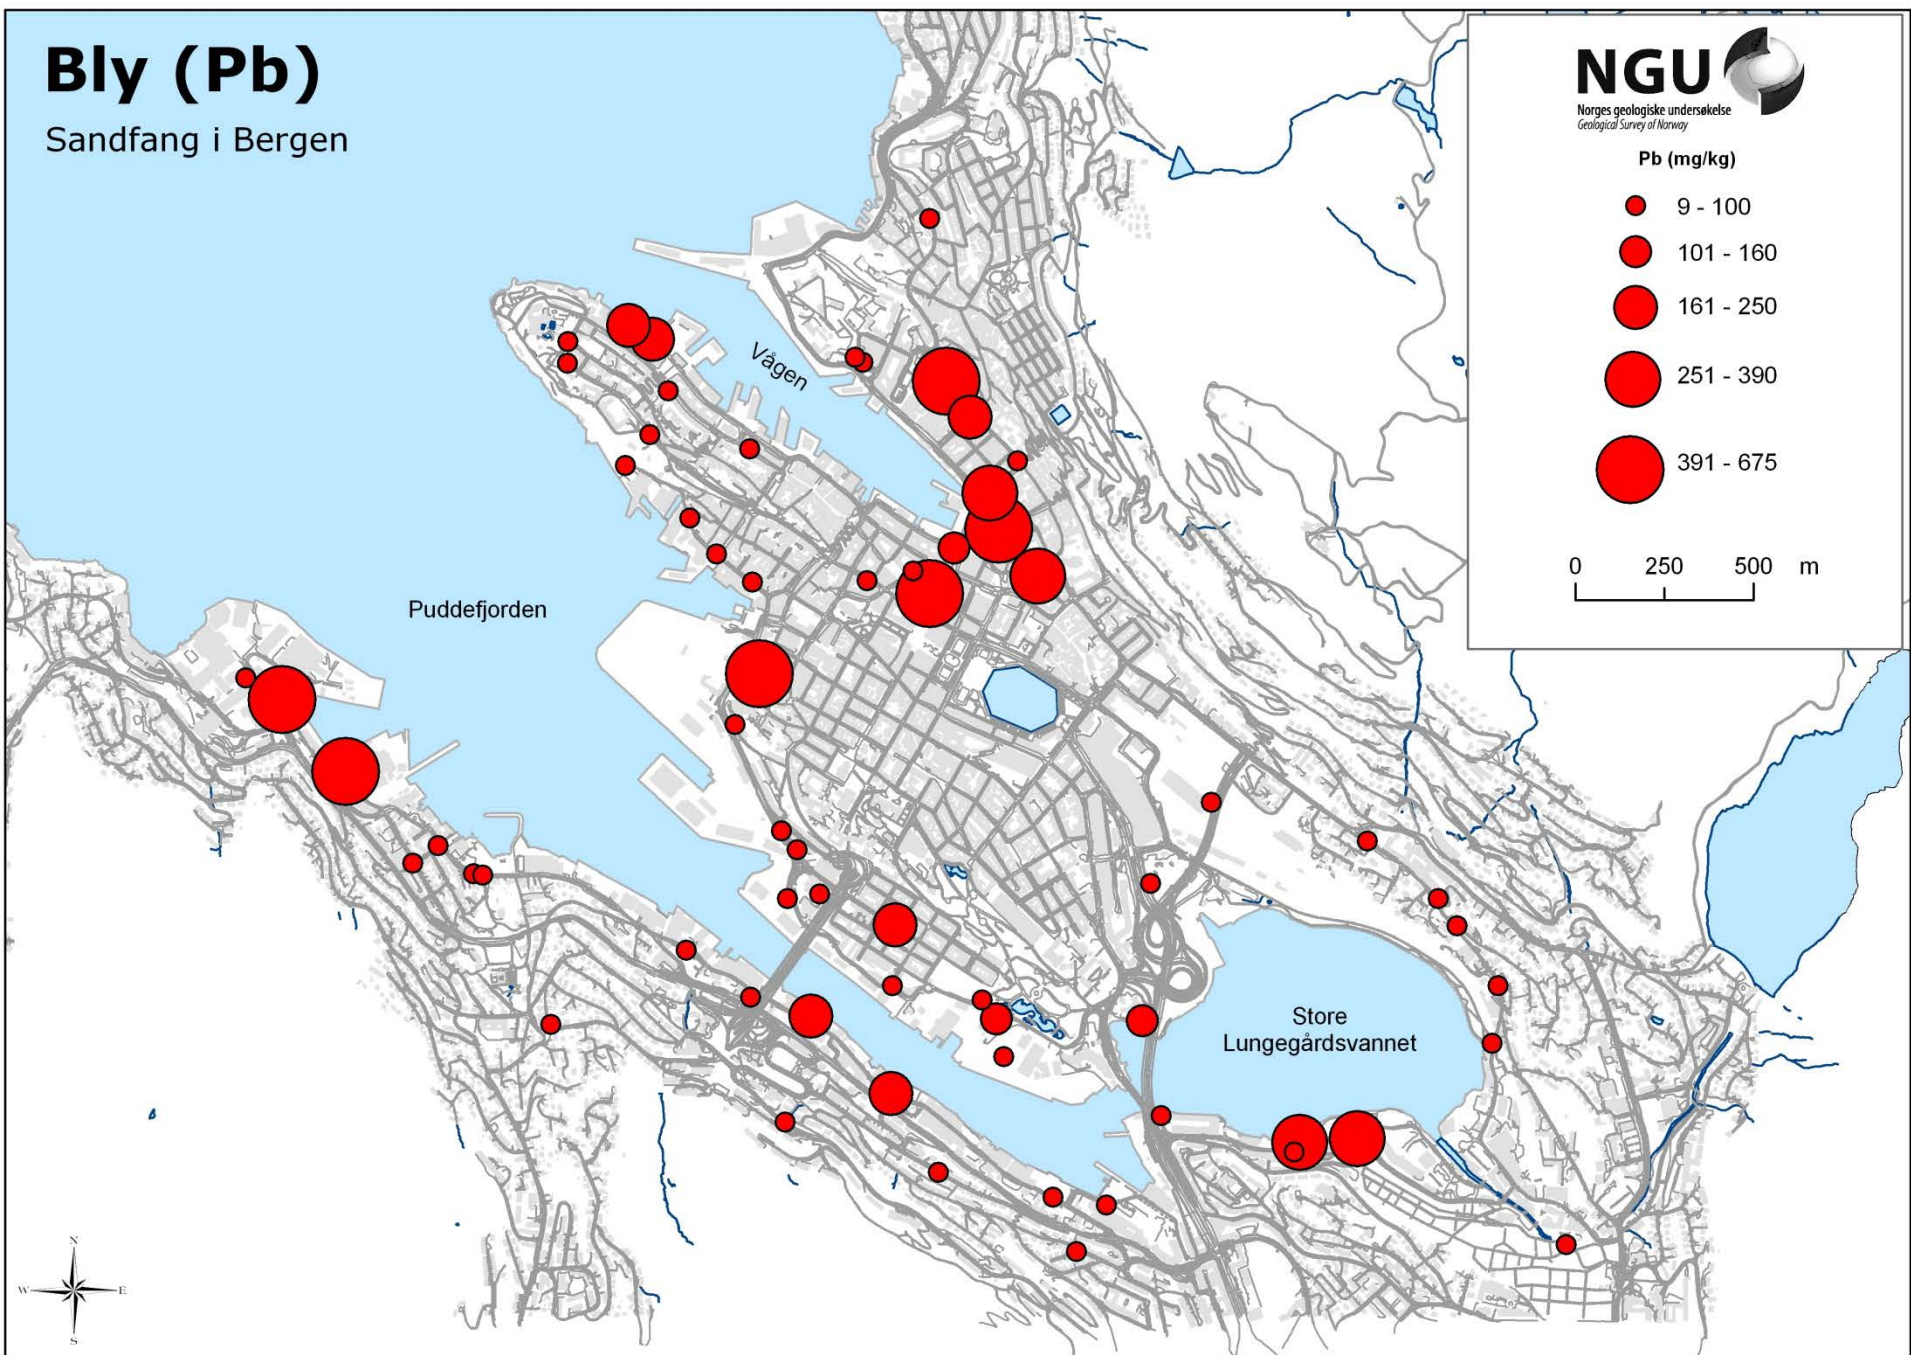 Bly (Pb)
Sandfang i Bergen
NGU
Norges geologiske undersøkelse
Geological Survey of Norway
Pb (mg/kg)
9 - 100
101 - 160
161 - 250
251 - 390
391 - 675
0 250 500 m
Vågen
Puddefjorden
Store
Lungegårdsvannet
N
W E
S